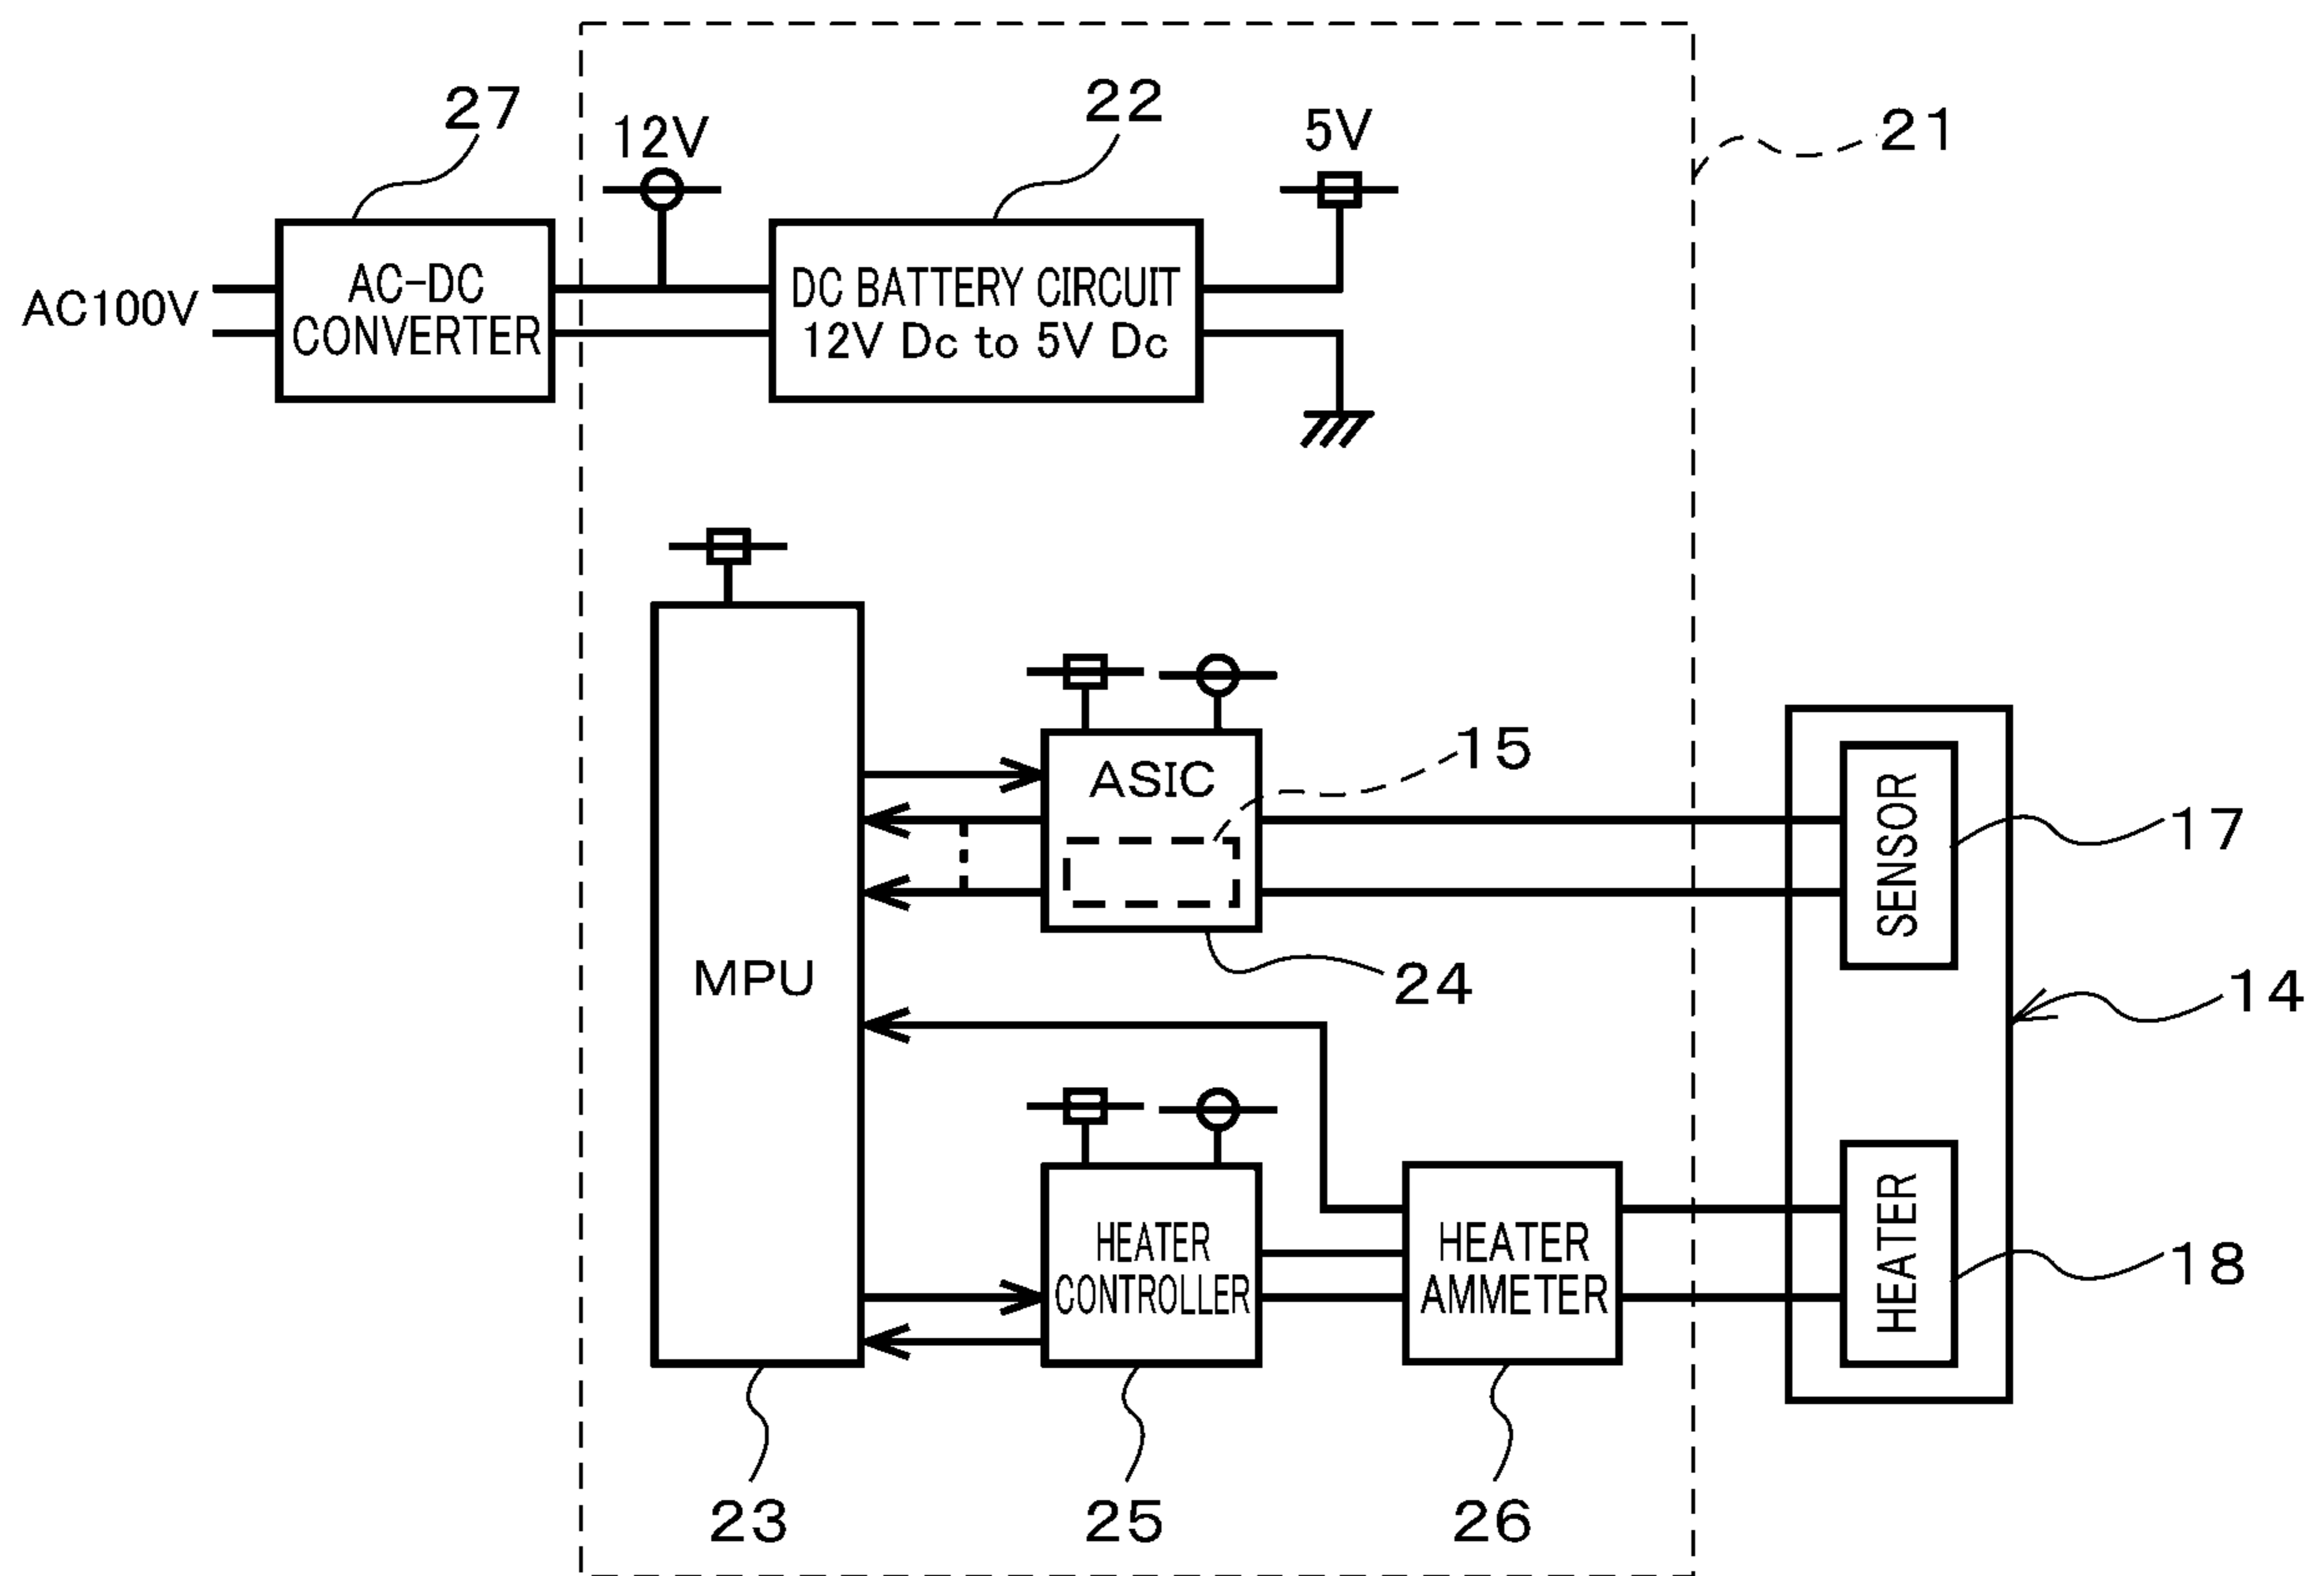 27
12V
22
5V
21
AC100V
AC-DC
CONVERTER
DC BATTERY CIRCUIT
12V Dc to 5V Dc
MPU
ASIC
15
24
SENSOR
17
14
HEATER
CONTROLLER
HEATER
AMMETER
HEATER
18
23
25
26